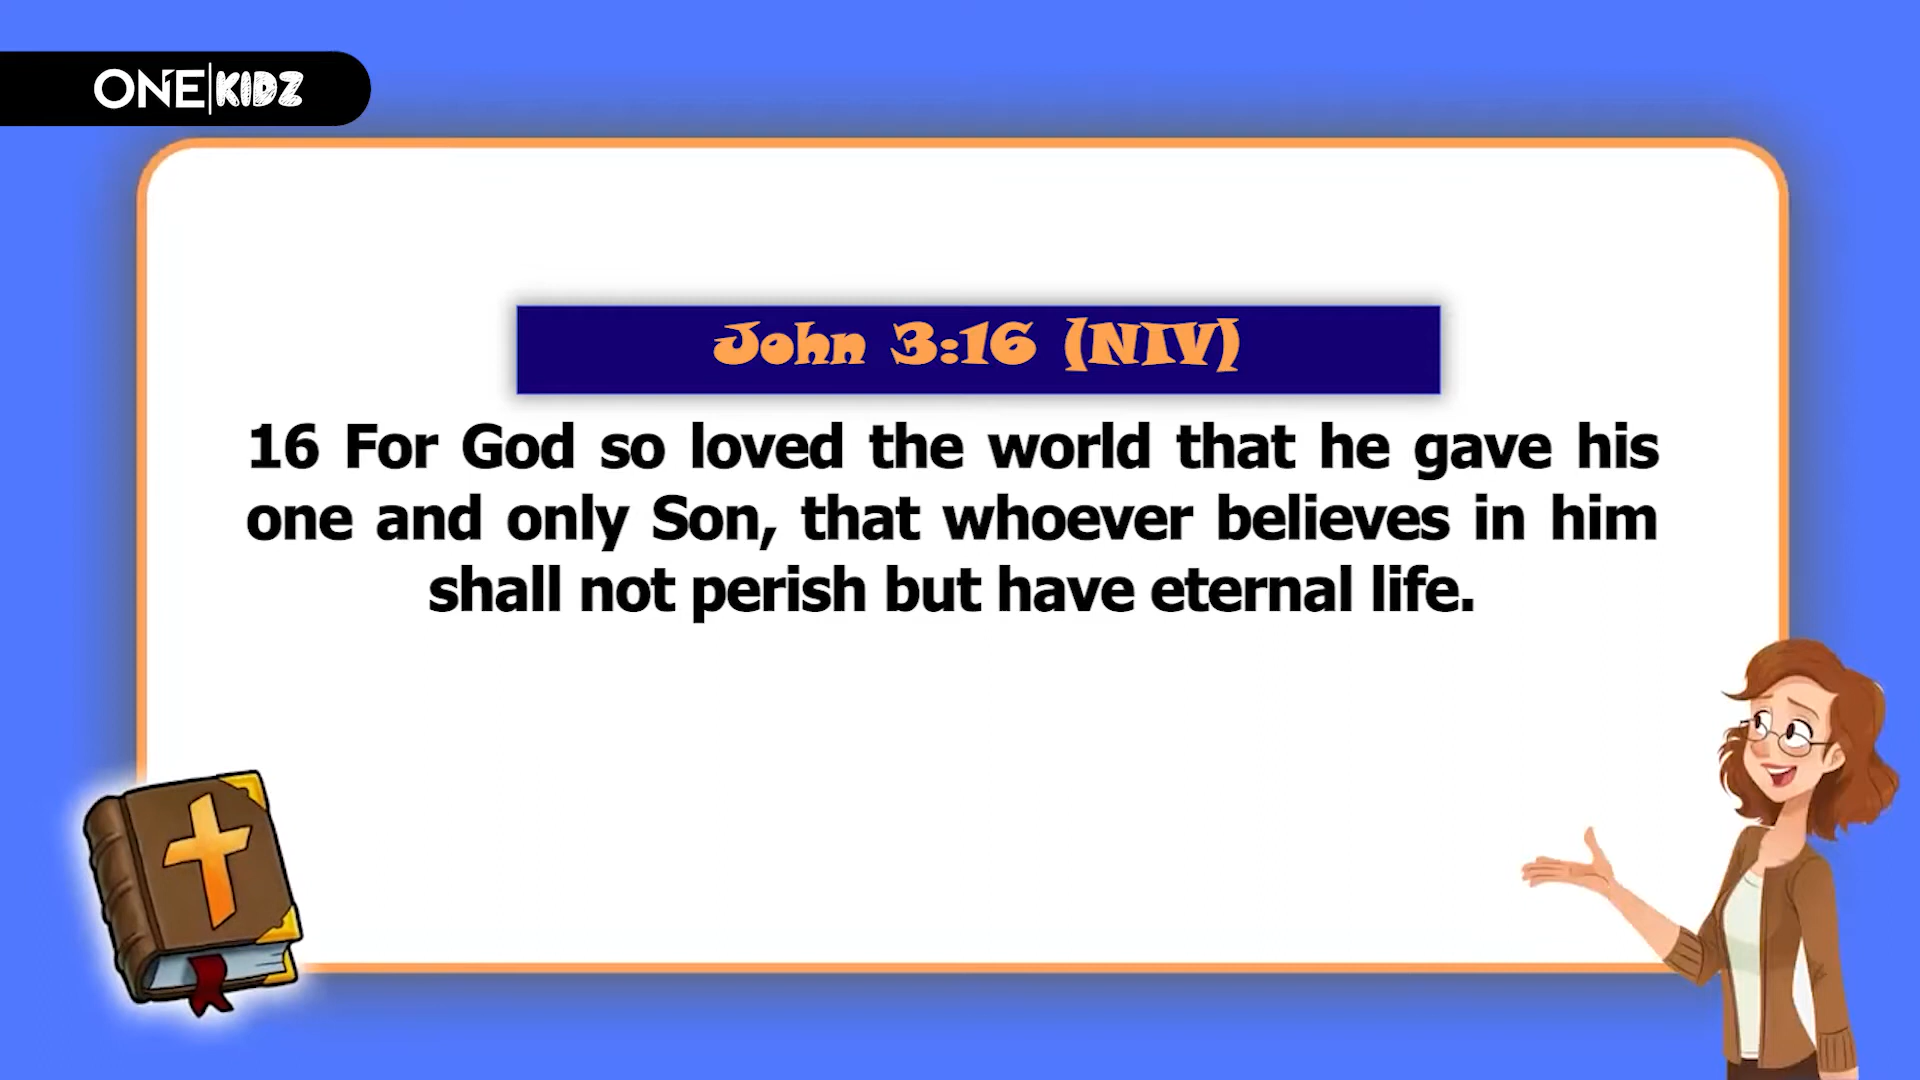 ONE|KIDZ
John 3:16 (NIV)
16 For God so loved the world that he gave his
one and only Son, that whoever believes in him
shall not perish but have eternal life.